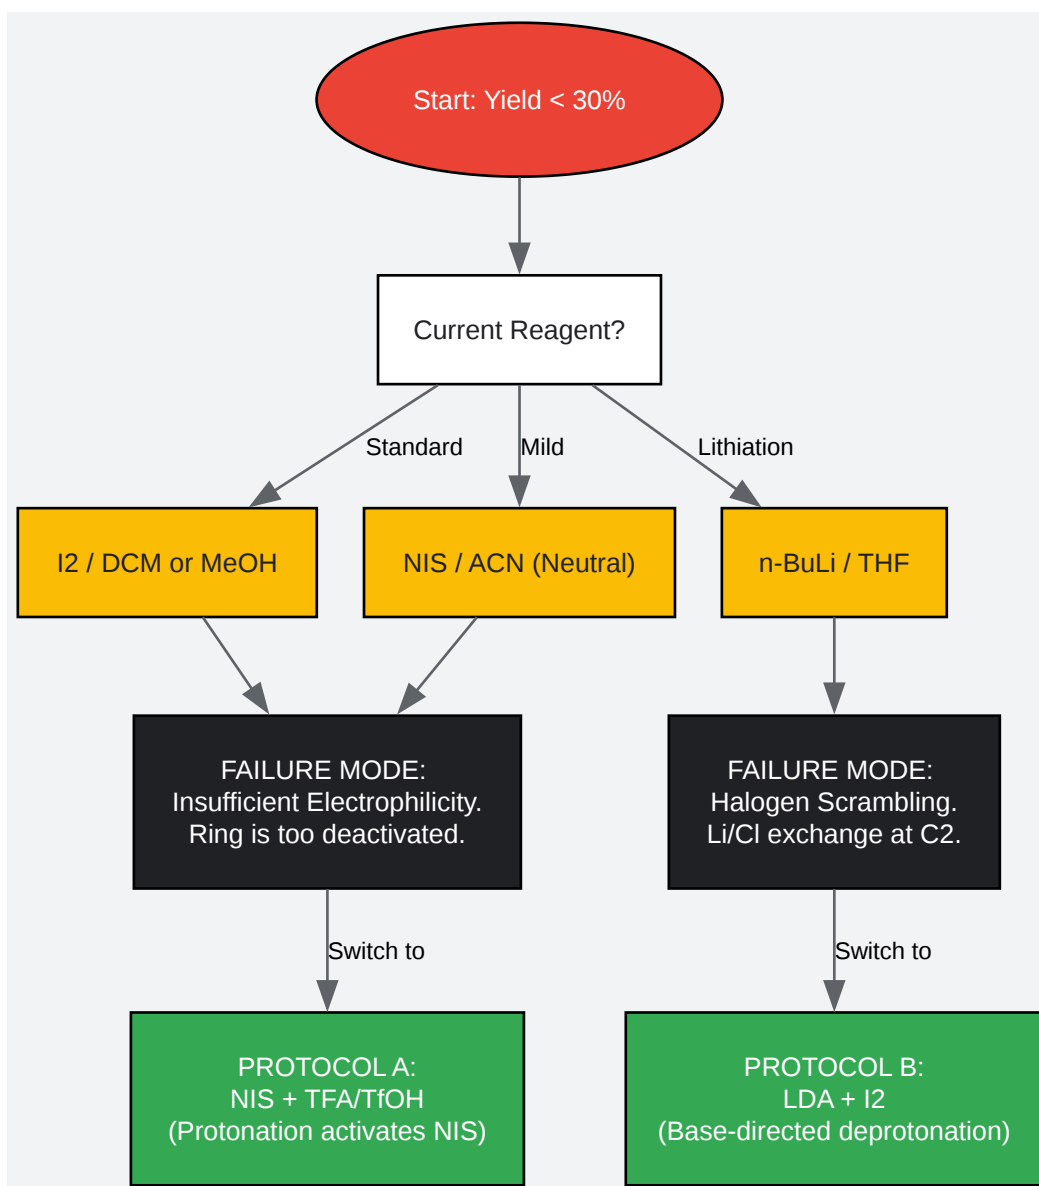 Start: Yield < 30%
Current Reagent?
Standard
Mild
Lithiation
I2 / DCM or MeOH
NIS / ACN (Neutral)
n-BuLi / THF
FAILURE MODE:
Insufficient Electrophilicity.
Ring is too deactivated.
FAILURE MODE:
Halogen Scrambling.
Li/Cl exchange at C2.
Switch to
Switch to
PROTOCOL A:
NIS + TFA/TfOH
(Protonation activates NIS)
PROTOCOL B:
LDA + I2
(Base-directed deprotonation)